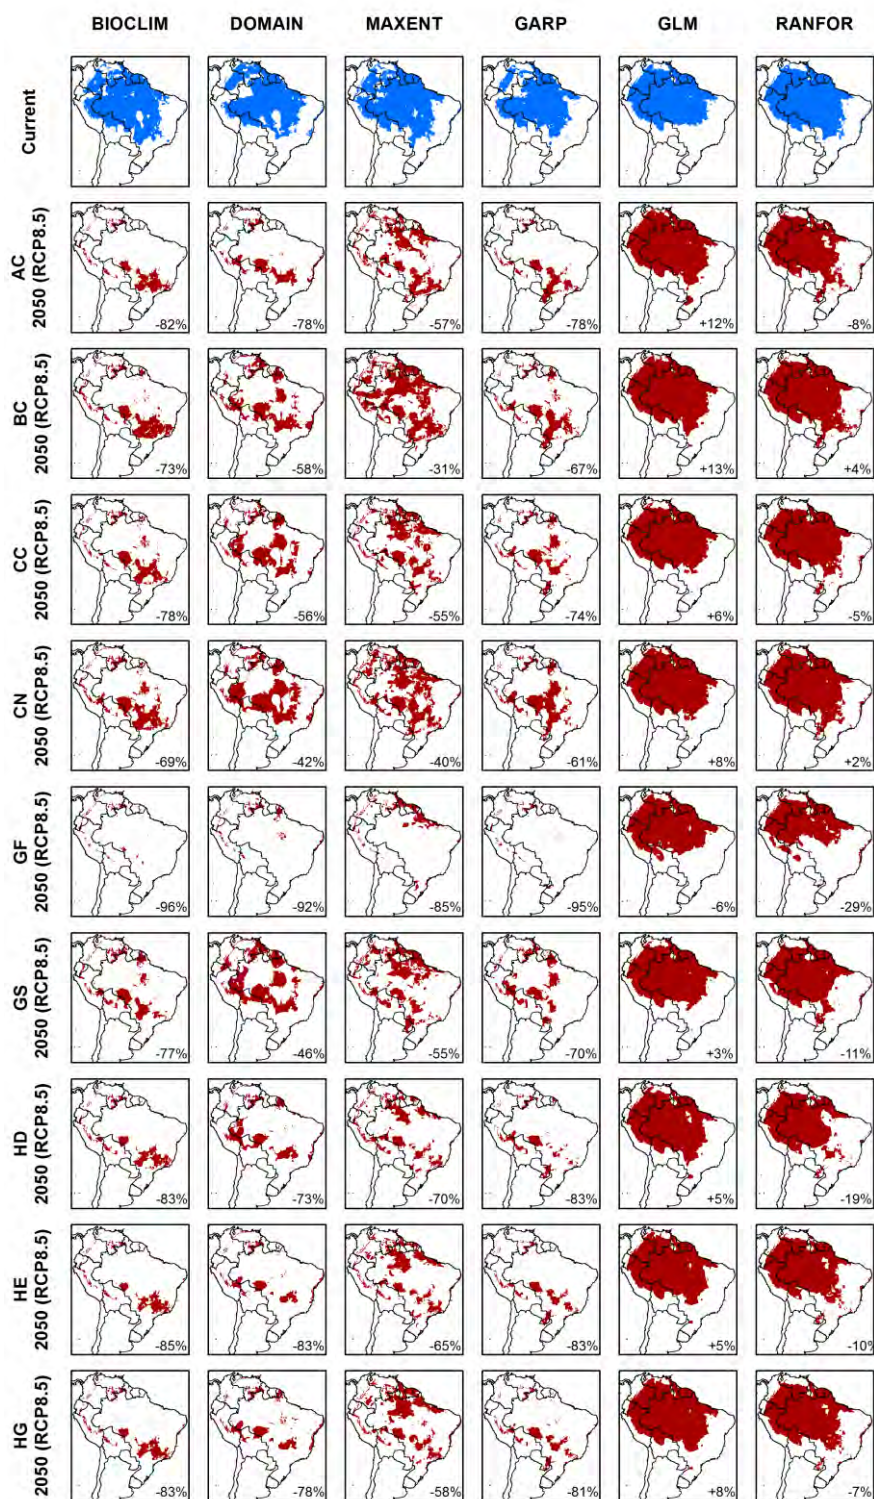 BIOCLIM DOMAIN MAXENT GARP GLM RANFOR
Current
AC
2050 (RCP8.5)
-82% -78% -57% -78% +12% -8%
BC
2050 (RCP8.5)
-73% -58% -31% -67% +13% +4%
CC
2050 (RCP8.5)
-78% -56% -55% -74% +6% -5%
CN
2050 (RCP8.5)
-69% -42% -40% -61% +8% +2%
GF
2050 (RCP8.5)
-96% -92% -85% -95% -6% -29%
GS
2050 (RCP8.5)
-77% -46% -55% -70% +3% -11%
HD
2050 (RCP8.5)
-83% -73% -70% -83% +5% -19%
HE
2050 (RCP8.5)
-85% -83% -65% -83% +5% -10%
HG
2050 (RCP8.5)
-83% -78% -58% -81% +8% -7%